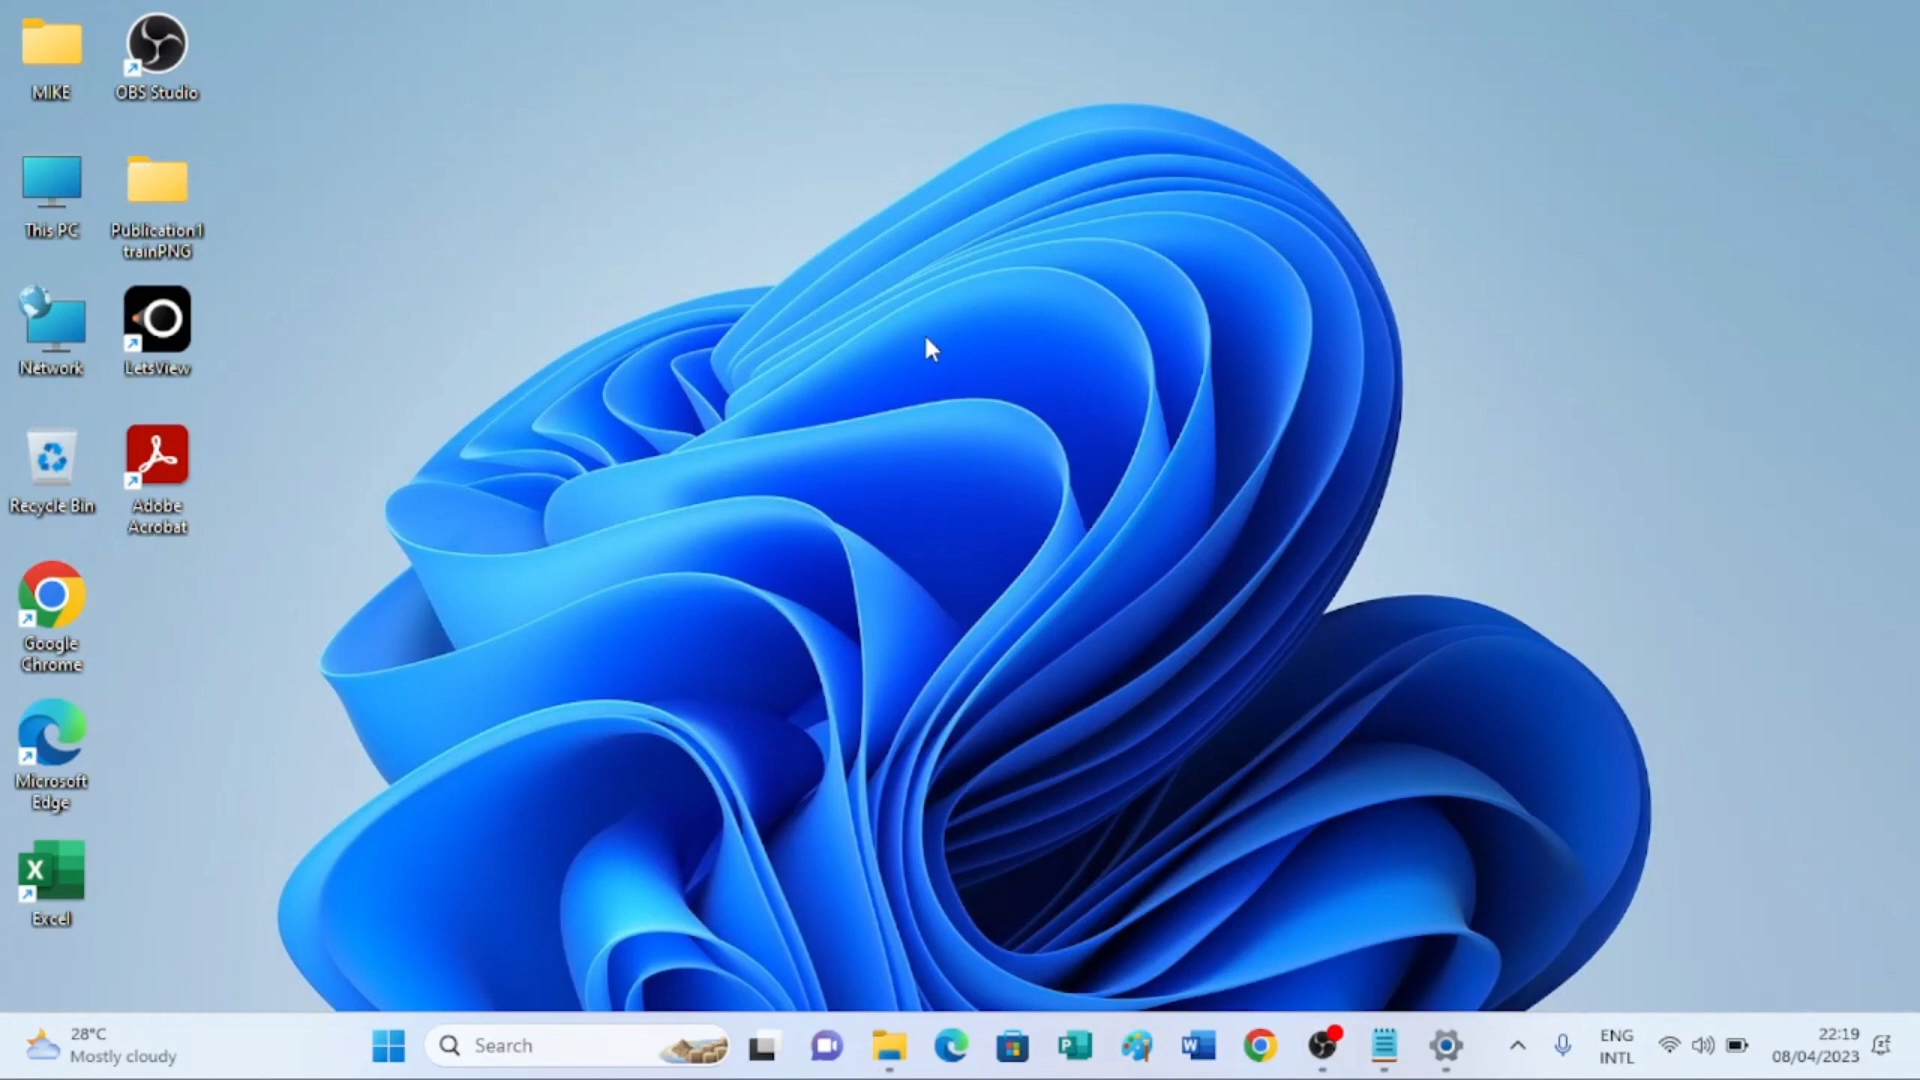 MIKE
OBS Studio
This PC
Publication1
trainPNG
Network
LetsView
Recycle Bin
Adobe
Acrobat
Google
Chrome
Microsoft
Edge
Excel
28°C
Mostly cloudy
Search
ENG
INTL
22:19
08/04/2023